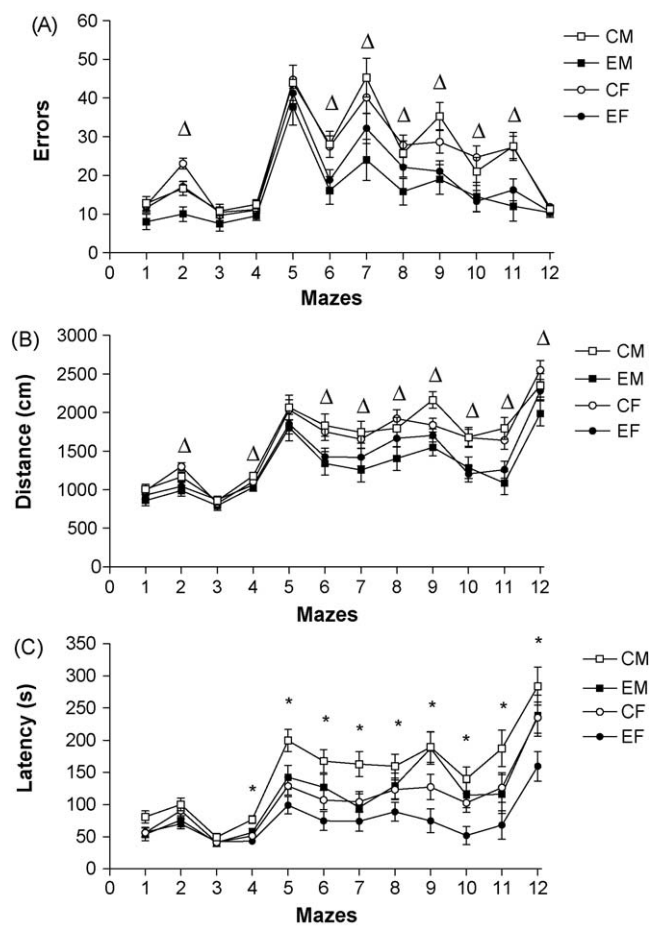 (A)
60
50
40
30
20
10
0
Errors
Δ Δ Δ Δ Δ Δ Δ
CM
EM
CF
EF
0 1 2 3 4 5 6 7 8 9 10 11 12
Mazes
(B)
3000
2500
2000
1500
1000
500
0
Distance (cm)
Δ Δ Δ Δ Δ Δ Δ Δ Δ
CM
EM
CF
EF
0 1 2 3 4 5 6 7 8 9 10 11 12
Mazes
(C)
350
300
250
200
150
100
50
0
Latency (s)
* * * * * * * * *
CM
EM
CF
EF
0 1 2 3 4 5 6 7 8 9 10 11 12
Mazes